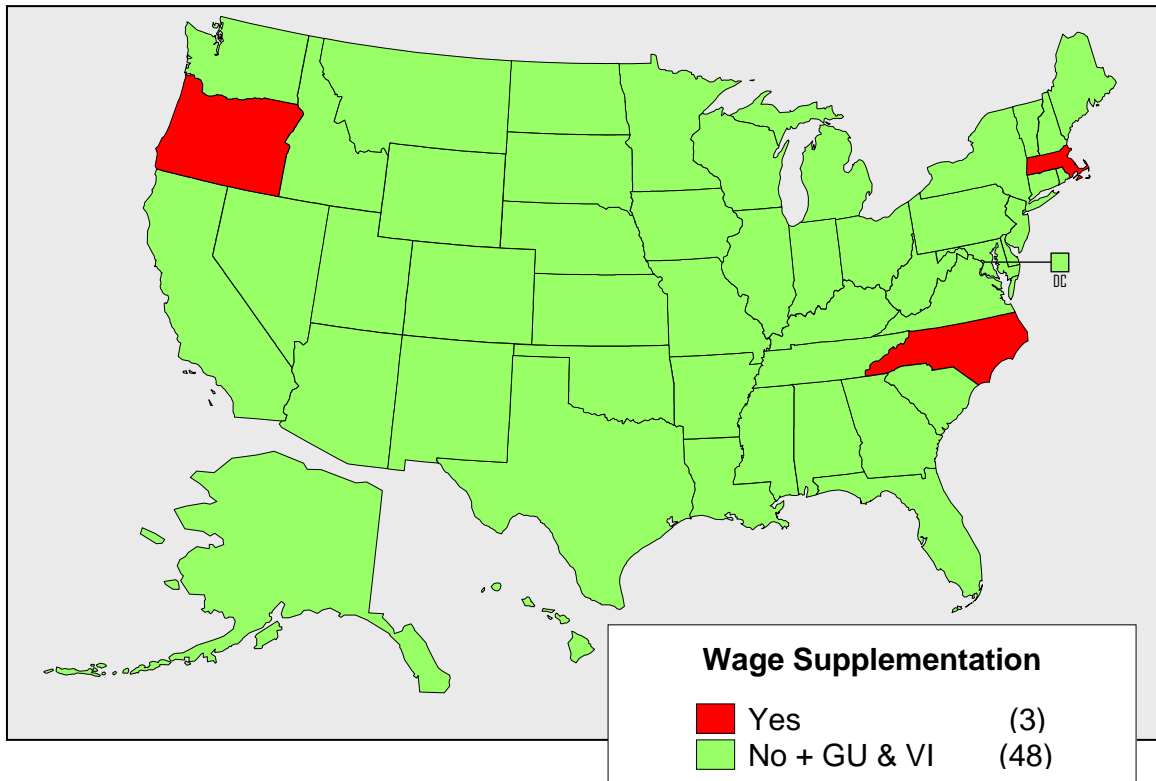 DC
Wage Supplementation
Yes (3)
No + GU & VI (48)